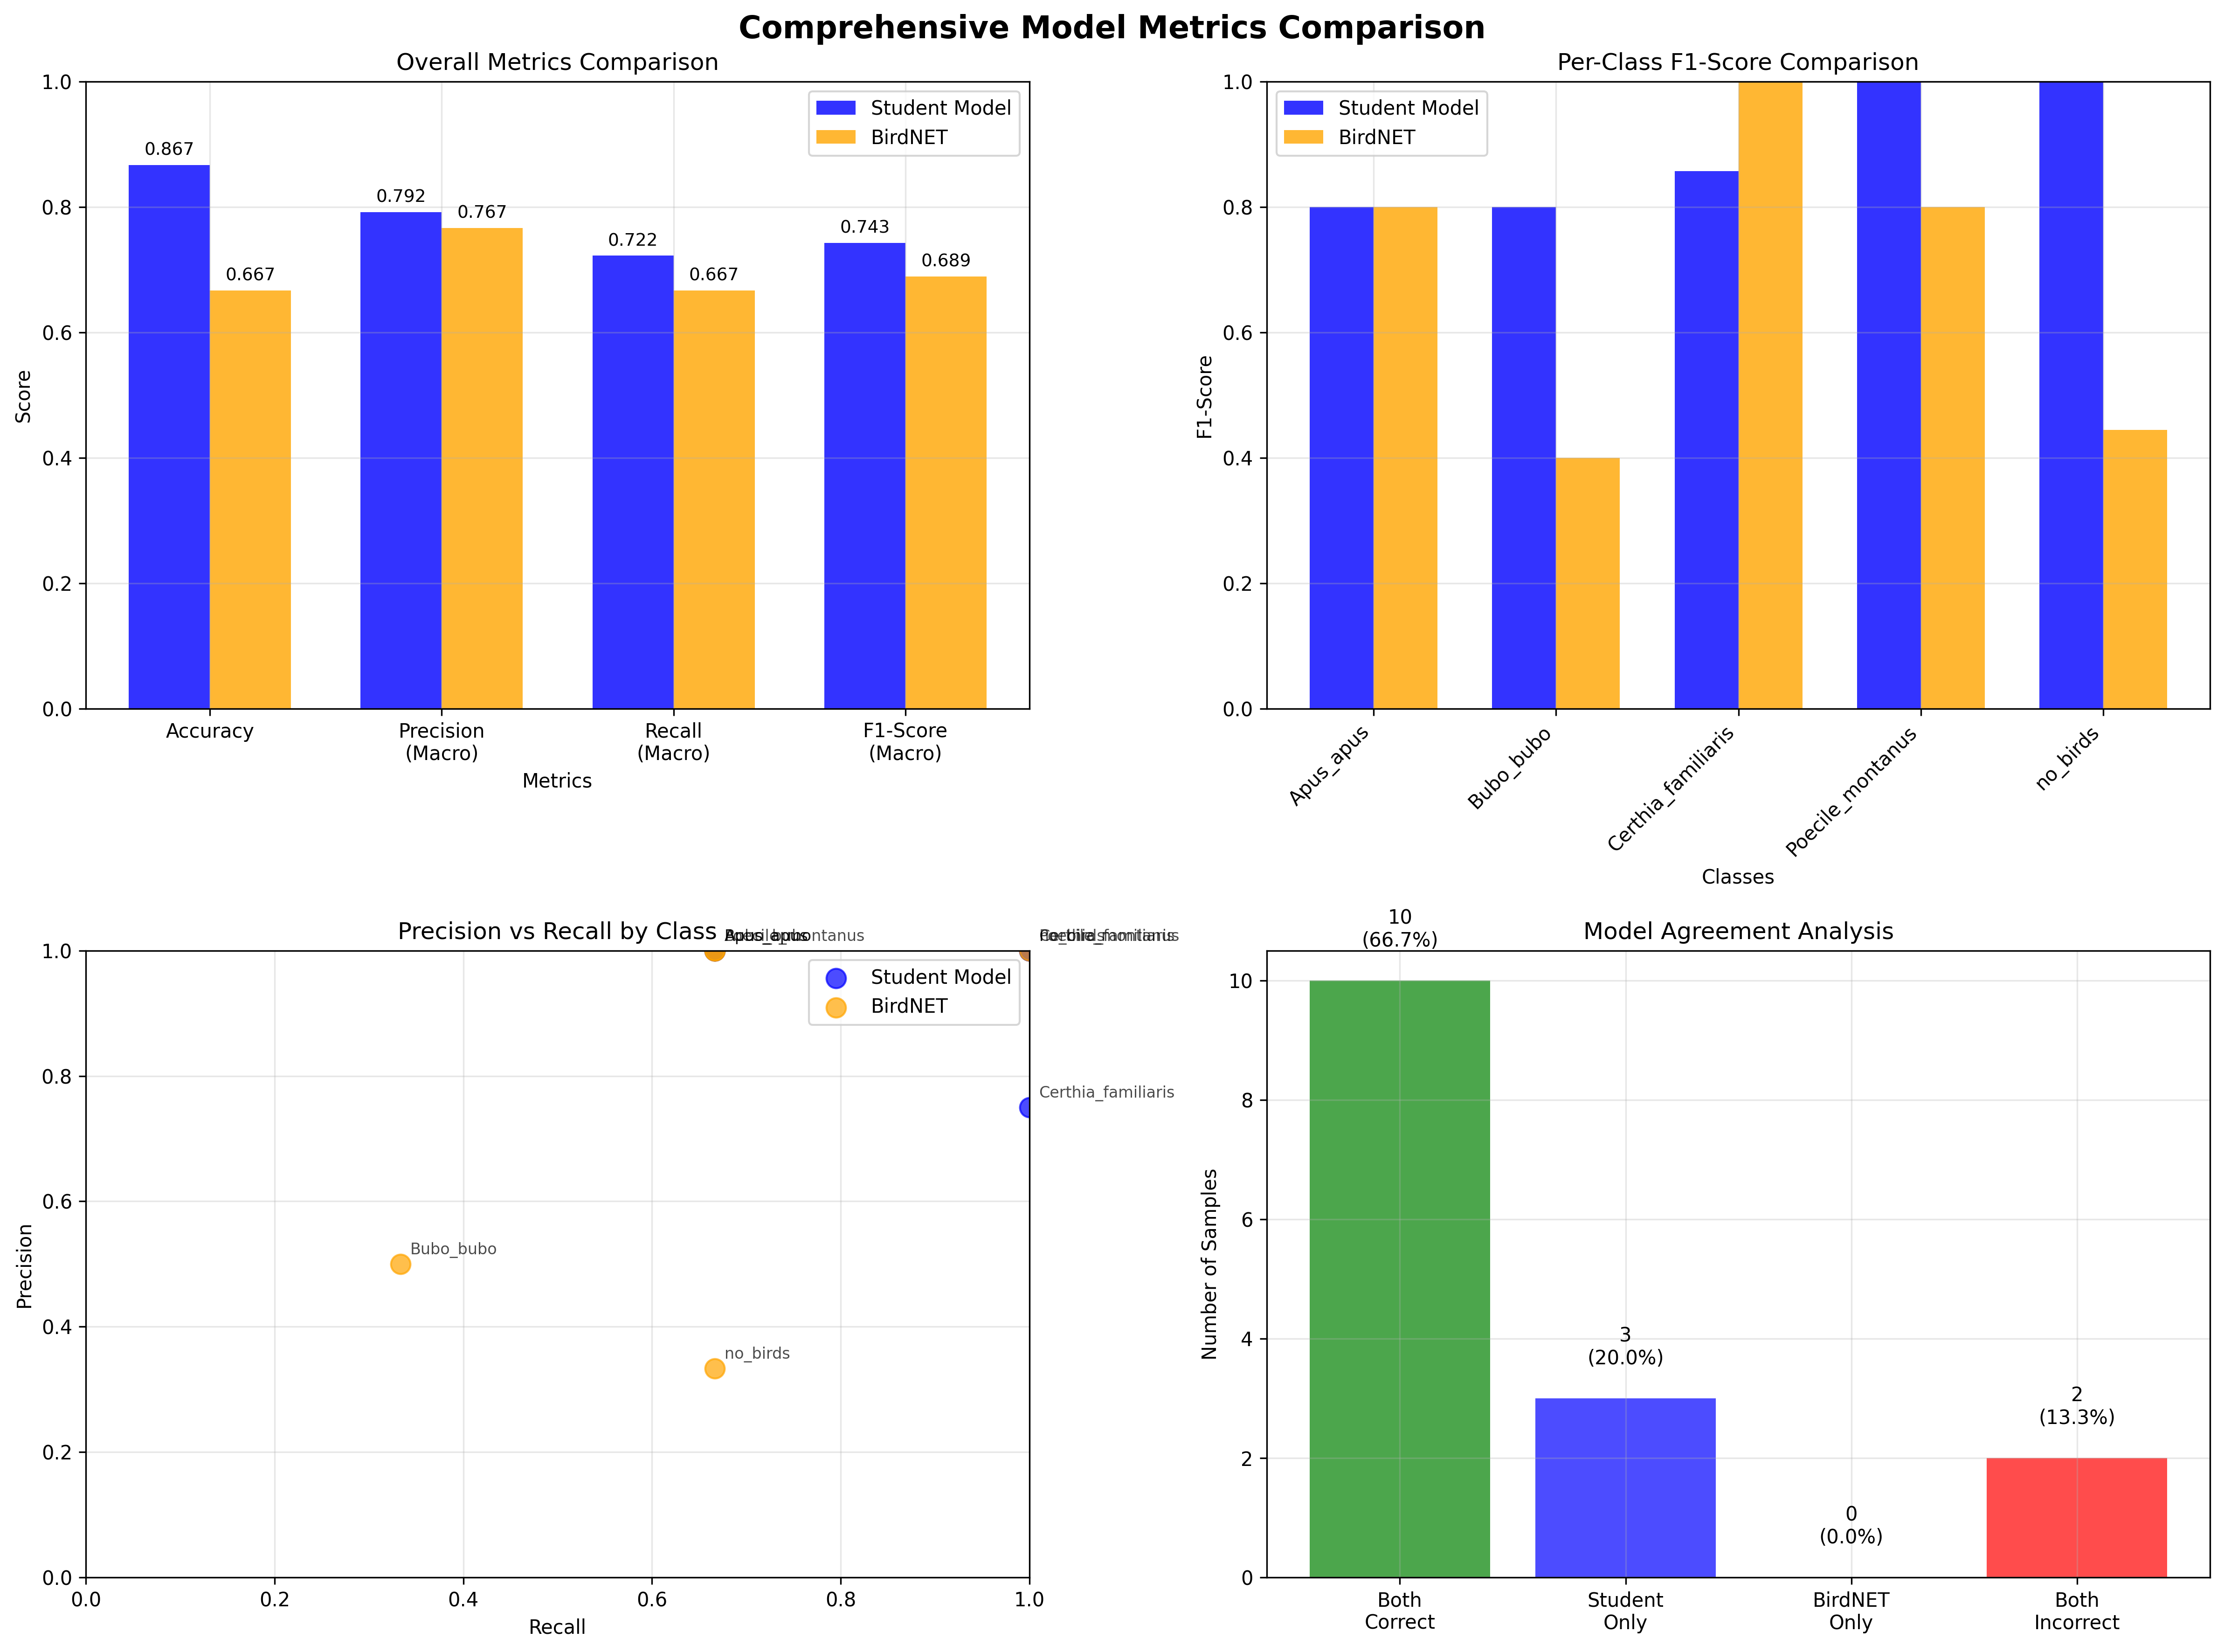 Comprehensive Model Metrics Comparison
Overall Metrics Comparison
Score
1.0
0.8
0.6
0.4
0.2
0.0
Student Model
BirdNET
0.867
0.667
0.792
0.767
0.722
0.667
0.743
0.689
Accuracy
Precision
(Macro)
Recall
(Macro)
F1-Score
(Macro)
Metrics
Per-Class F1-Score Comparison
F1-Score
1.0
0.8
0.6
0.4
0.2
0.0
Student Model
BirdNET
Apus_apus
Bubo_bubo
Certhia_familiaris
Poecile_montanus
no_birds
Classes
Precision vs Recall by Class
Precision
1.0
0.8
0.6
0.4
0.2
0.0
Student Model
BirdNET
Certhia_familiaris
Bubo_bubo
no_birds
0.0
0.2
0.4
0.6
0.8
1.0
Recall
Model Agreement Analysis
Number of Samples
10
8
6
4
2
0
10
(66.7%)
3
(20.0%)
0
(0.0%)
2
(13.3%)
Both
Correct
Student
Only
BirdNET
Only
Both
Incorrect